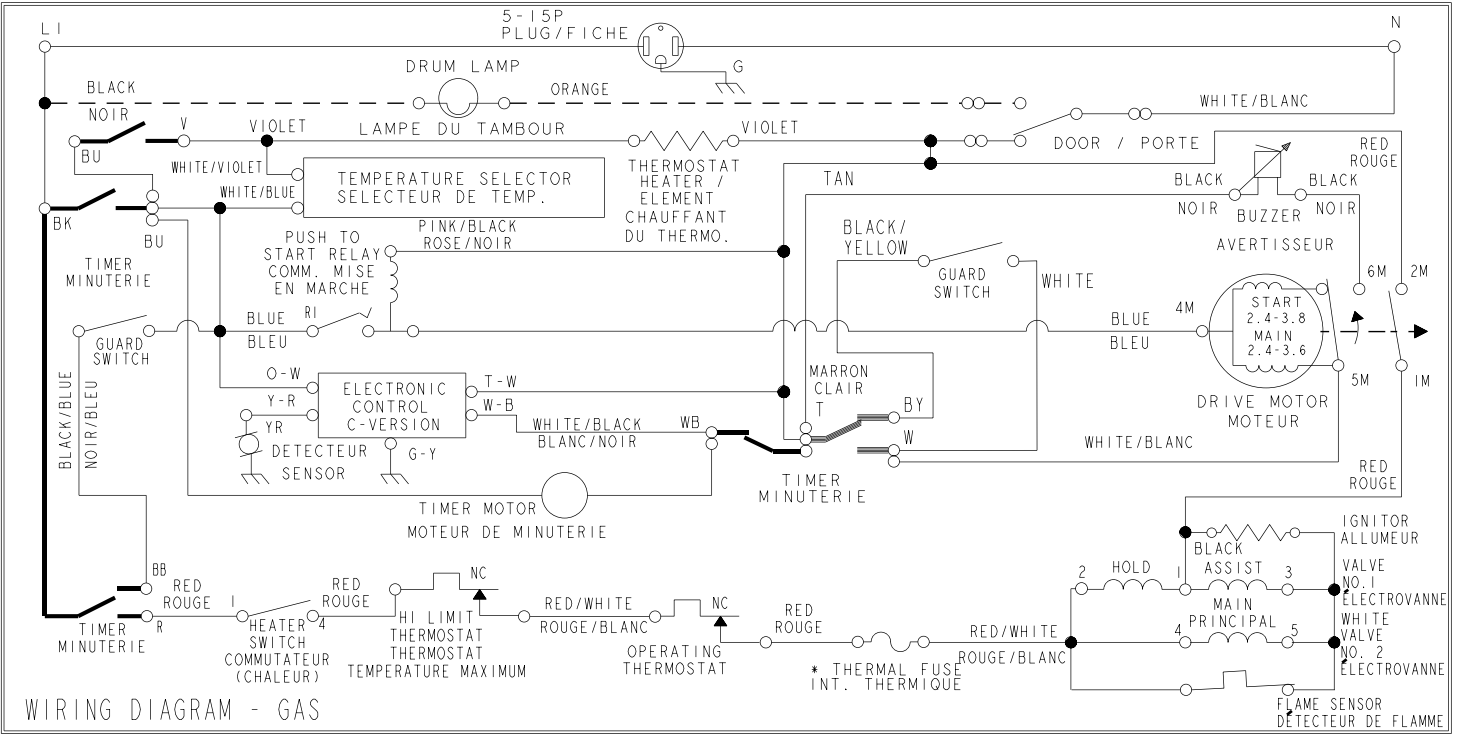 5-15P
PLUG/FICHE
L1
N
G
DRUM LAMP
BLACK
NOIR
ORANGE
WHITE/BLANC
V
VIOLET
LAMPE DU TAMBOUR
VIOLET
DOOR / PORTE
RED
ROUGE
BU
WHITE/VIOLET
WHITE/BLUE
TEMPERATURE SELECTOR
SELECTEUR DE TEMP.
THERMOSTAT
HEATER /
ELEMENT
CHAUFFANT
DU THERMO.
TAN
BLACK
NOIR
BUZZER
AVERTISSEUR
BLACK
NOIR
BK
BU
TIMER
MINUTERIE
PINK/BLACK
ROSE/NOIR
PUSH TO
START RELAY
COMM. MISE
EN MARCHE
BLACK/
YELLOW
GUARD
SWITCH
WHITE
6M
2M
4M
START
2.4-3.8
MAIN
2.4-3.6
GUARD
SWITCH
BLUE
BLEU
R1
BLUE
BLEU
5M
1M
DRIVE MOTOR
MOTEUR
BLACK/BLUE
NOIR/BLEU
O-W
Y-R
YR
ELECTRONIC
CONTROL
C-VERSION
T-W
W-B
DETECTEUR
SENSOR
G-Y
WHITE/BLACK
BLANC/NOIR
WB
MARRON
CLAIR
T
BY
W
WHITE/BLANC
TIMER
MINUTERIE
RED
ROUGE
TIMER MOTOR
MOTEUR DE MINUTERIE
IGNITOR
ALLUMEUR
BLACK
BB
RED
ROUGE
R
TIMER
MINUTERIE
1
HEATER
SWITCH
COMMUTATEUR
(CHALEUR)
4
RED
ROUGE
NC
HI LIMIT
THERMOSTAT
THERMOSTAT
TEMPERATURE MAXIMUM
RED/WHITE
ROUGE/BLANC
NC
OPERATING
THERMOSTAT
RED
ROUGE
* THERMAL FUSE
INT. THERMIQUE
RED/WHITE
ROUGE/BLANC
2
HOLD
1
ASSIST
3
VALVE
NO.1
ÉLECTROVANNE
MAIN
PRINCIPAL
4
5
WHITE
VALVE
NO. 2
ÉLECTROVANNE
FLAME SENSOR
DÉTECTEUR DE FLAMME
WIRING DIAGRAM - GAS